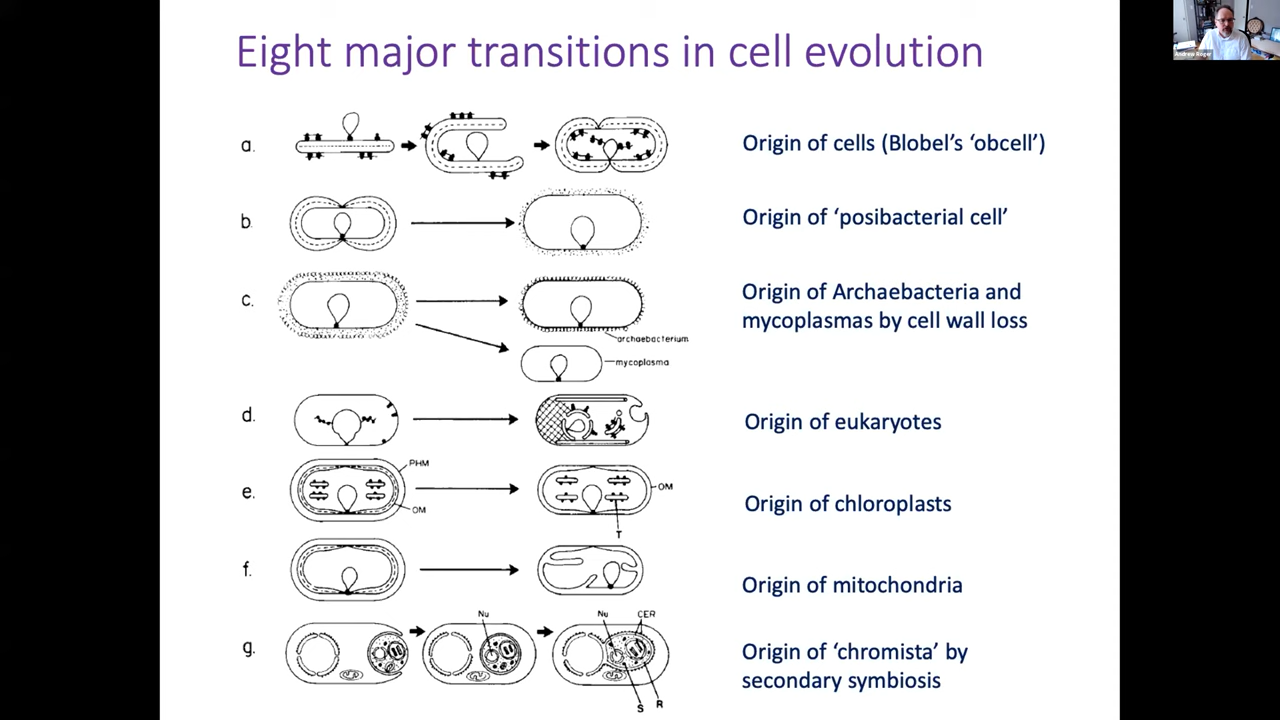 Eight major transitions in cell evolution
Andrew Roger
a.
Origin of cells (Blobel's 'obcell')
b.
Origin of 'posibacterial cell'
c.
Origin of Archaebacteria and
mycoplasmas by cell wall loss
archaebacterium
mycoplasma
d.
Origin of eukaryotes
PHM
e.
OM
OM
Origin of chloroplasts
T
f.
Origin of mitochondria
Nu
Nu
CER
g.
Origin of 'chromista' by
secondary symbiosis
S
R